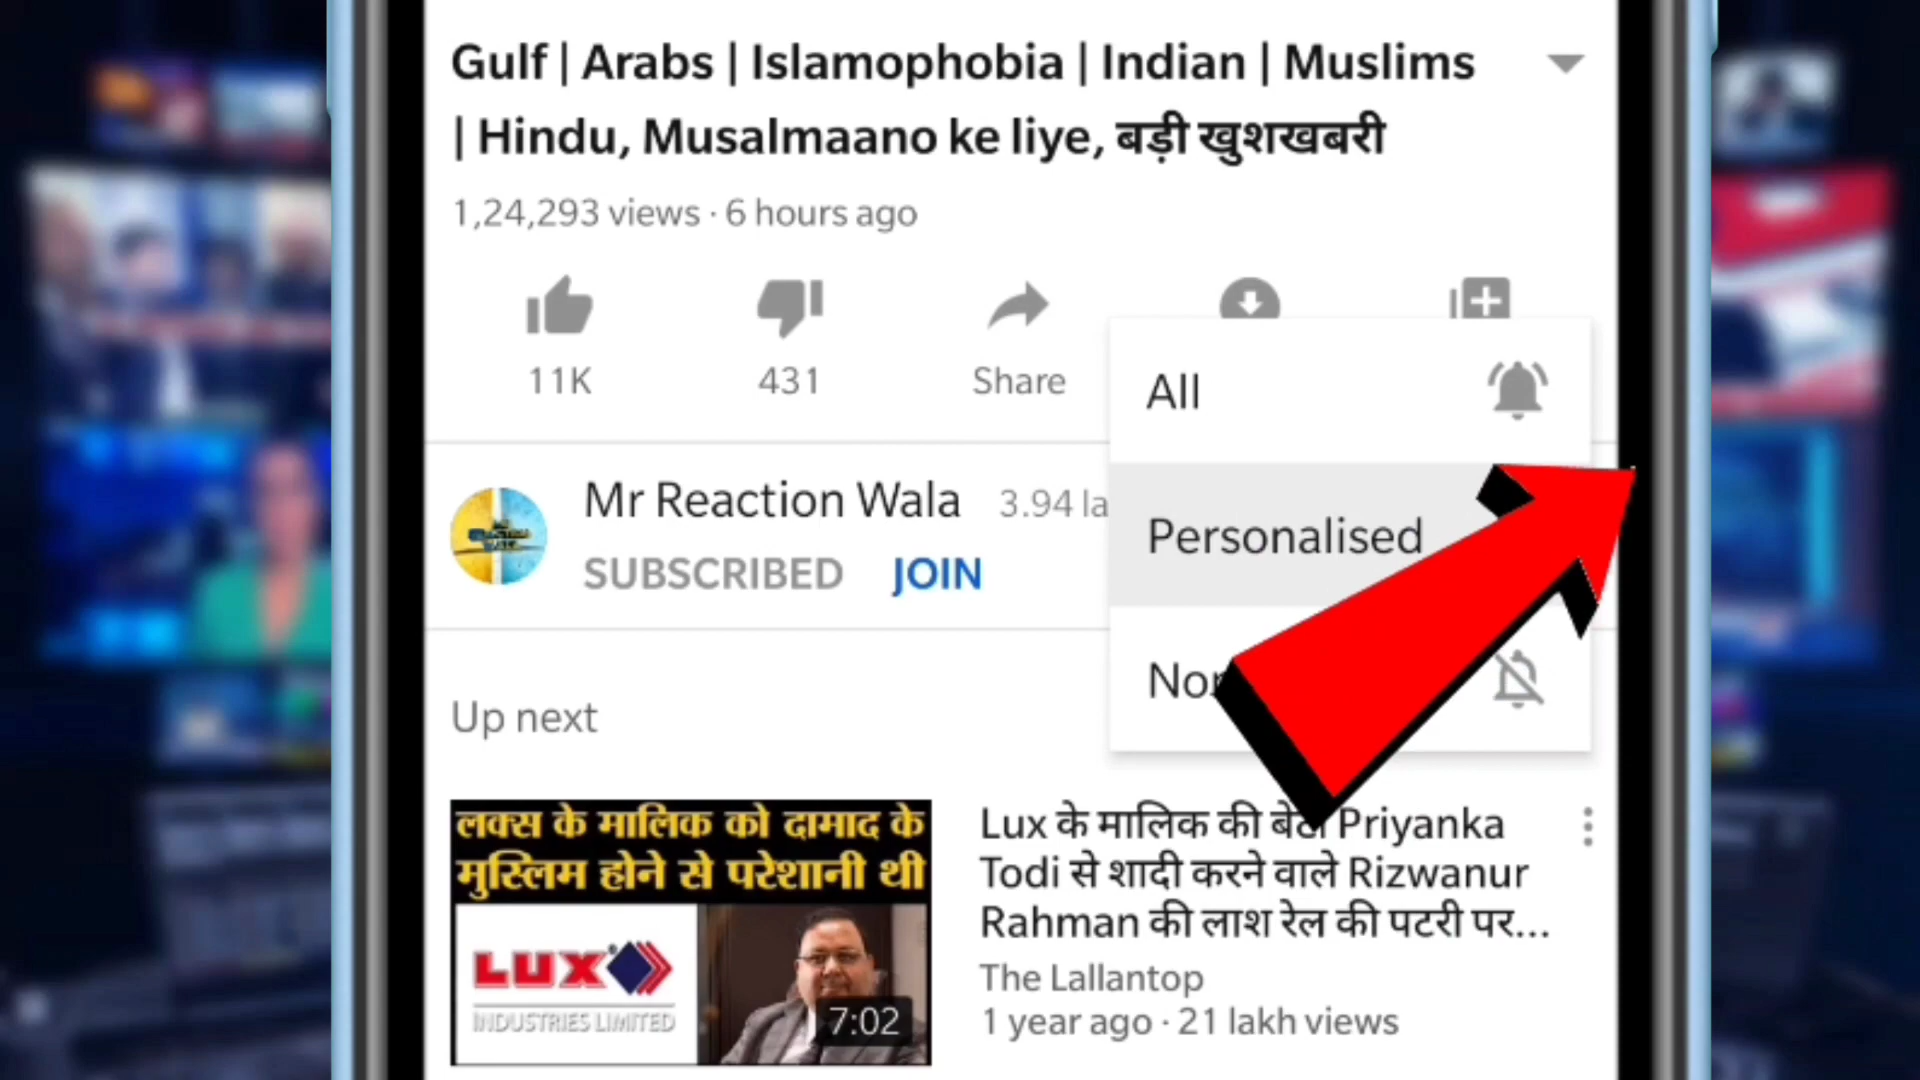 Gulf | Arabs | Islamophobia | Indian | Muslims
| Hindu, Musalmaano ke liye, बड़ी खुशखबरी
1,24,293 views · 6 hours ago
11K
431
Share
All
Mr Reaction Wala 3.94
Personalised
SUBSCRIBED JOIN
Up next
लक्स के मालिक को दामाद के
मुस्लिम होने से परेशानी थी
LUX
INDUSTRIES LIMITED
7:02
Lux के मालिक की बेटी Priyanka
Todi से शादी करने वाले Rizwanur
Rahman की लाश रेल की पटरी पर...
The Lallantop
1 year ago · 21 lakh views